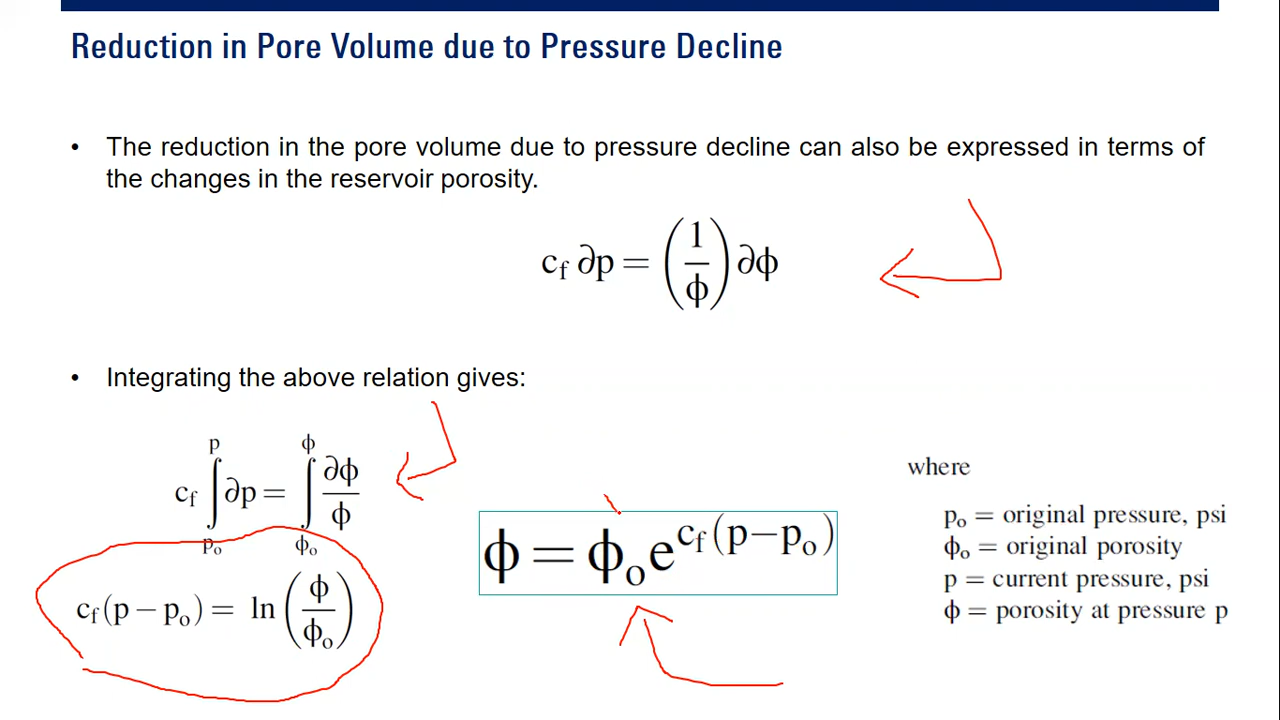 Reduction in Pore Volume due to Pressure Decline
• The reduction in the pore volume due to pressure decline can also be expressed in terms of
the changes in the reservoir porosity.
c_f ∂p = (1/ϕ) ∂ϕ
• Integrating the above relation gives:
c_f ∫_{p_o}^{p} ∂p = ∫_{ϕ_o}^{ϕ} ∂ϕ/ϕ
c_f (p − p_o) = ln (ϕ/ϕ_o)
ϕ = ϕ_o e^{c_f (p−p_o)}
where
p_o = original pressure, psi
ϕ_o = original porosity
p = current pressure, psi
ϕ = porosity at pressure p